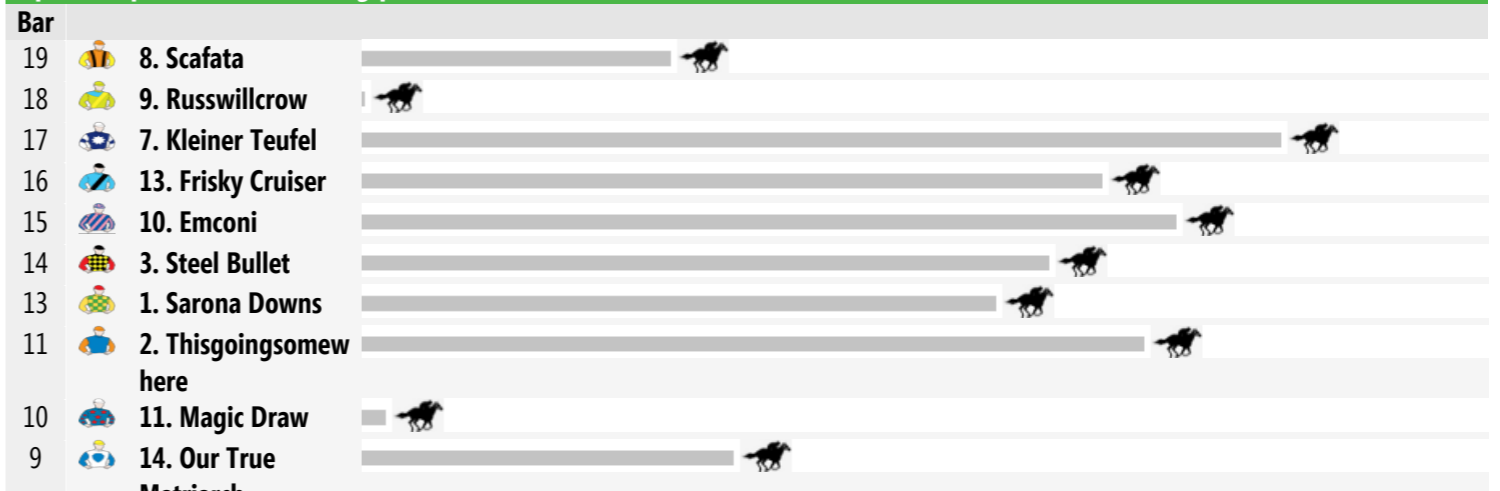 Bar
19 8. Scafata
18 9. Russwillcrow
17 7. Kleiner Teufel
16 13. Frisky Cruiser
15 10. Emconi
14 3. Steel Bullet
13 1. Sarona Downs
11 2. Thisgoingsomew
here
10 11. Magic Draw
9 14. Our True